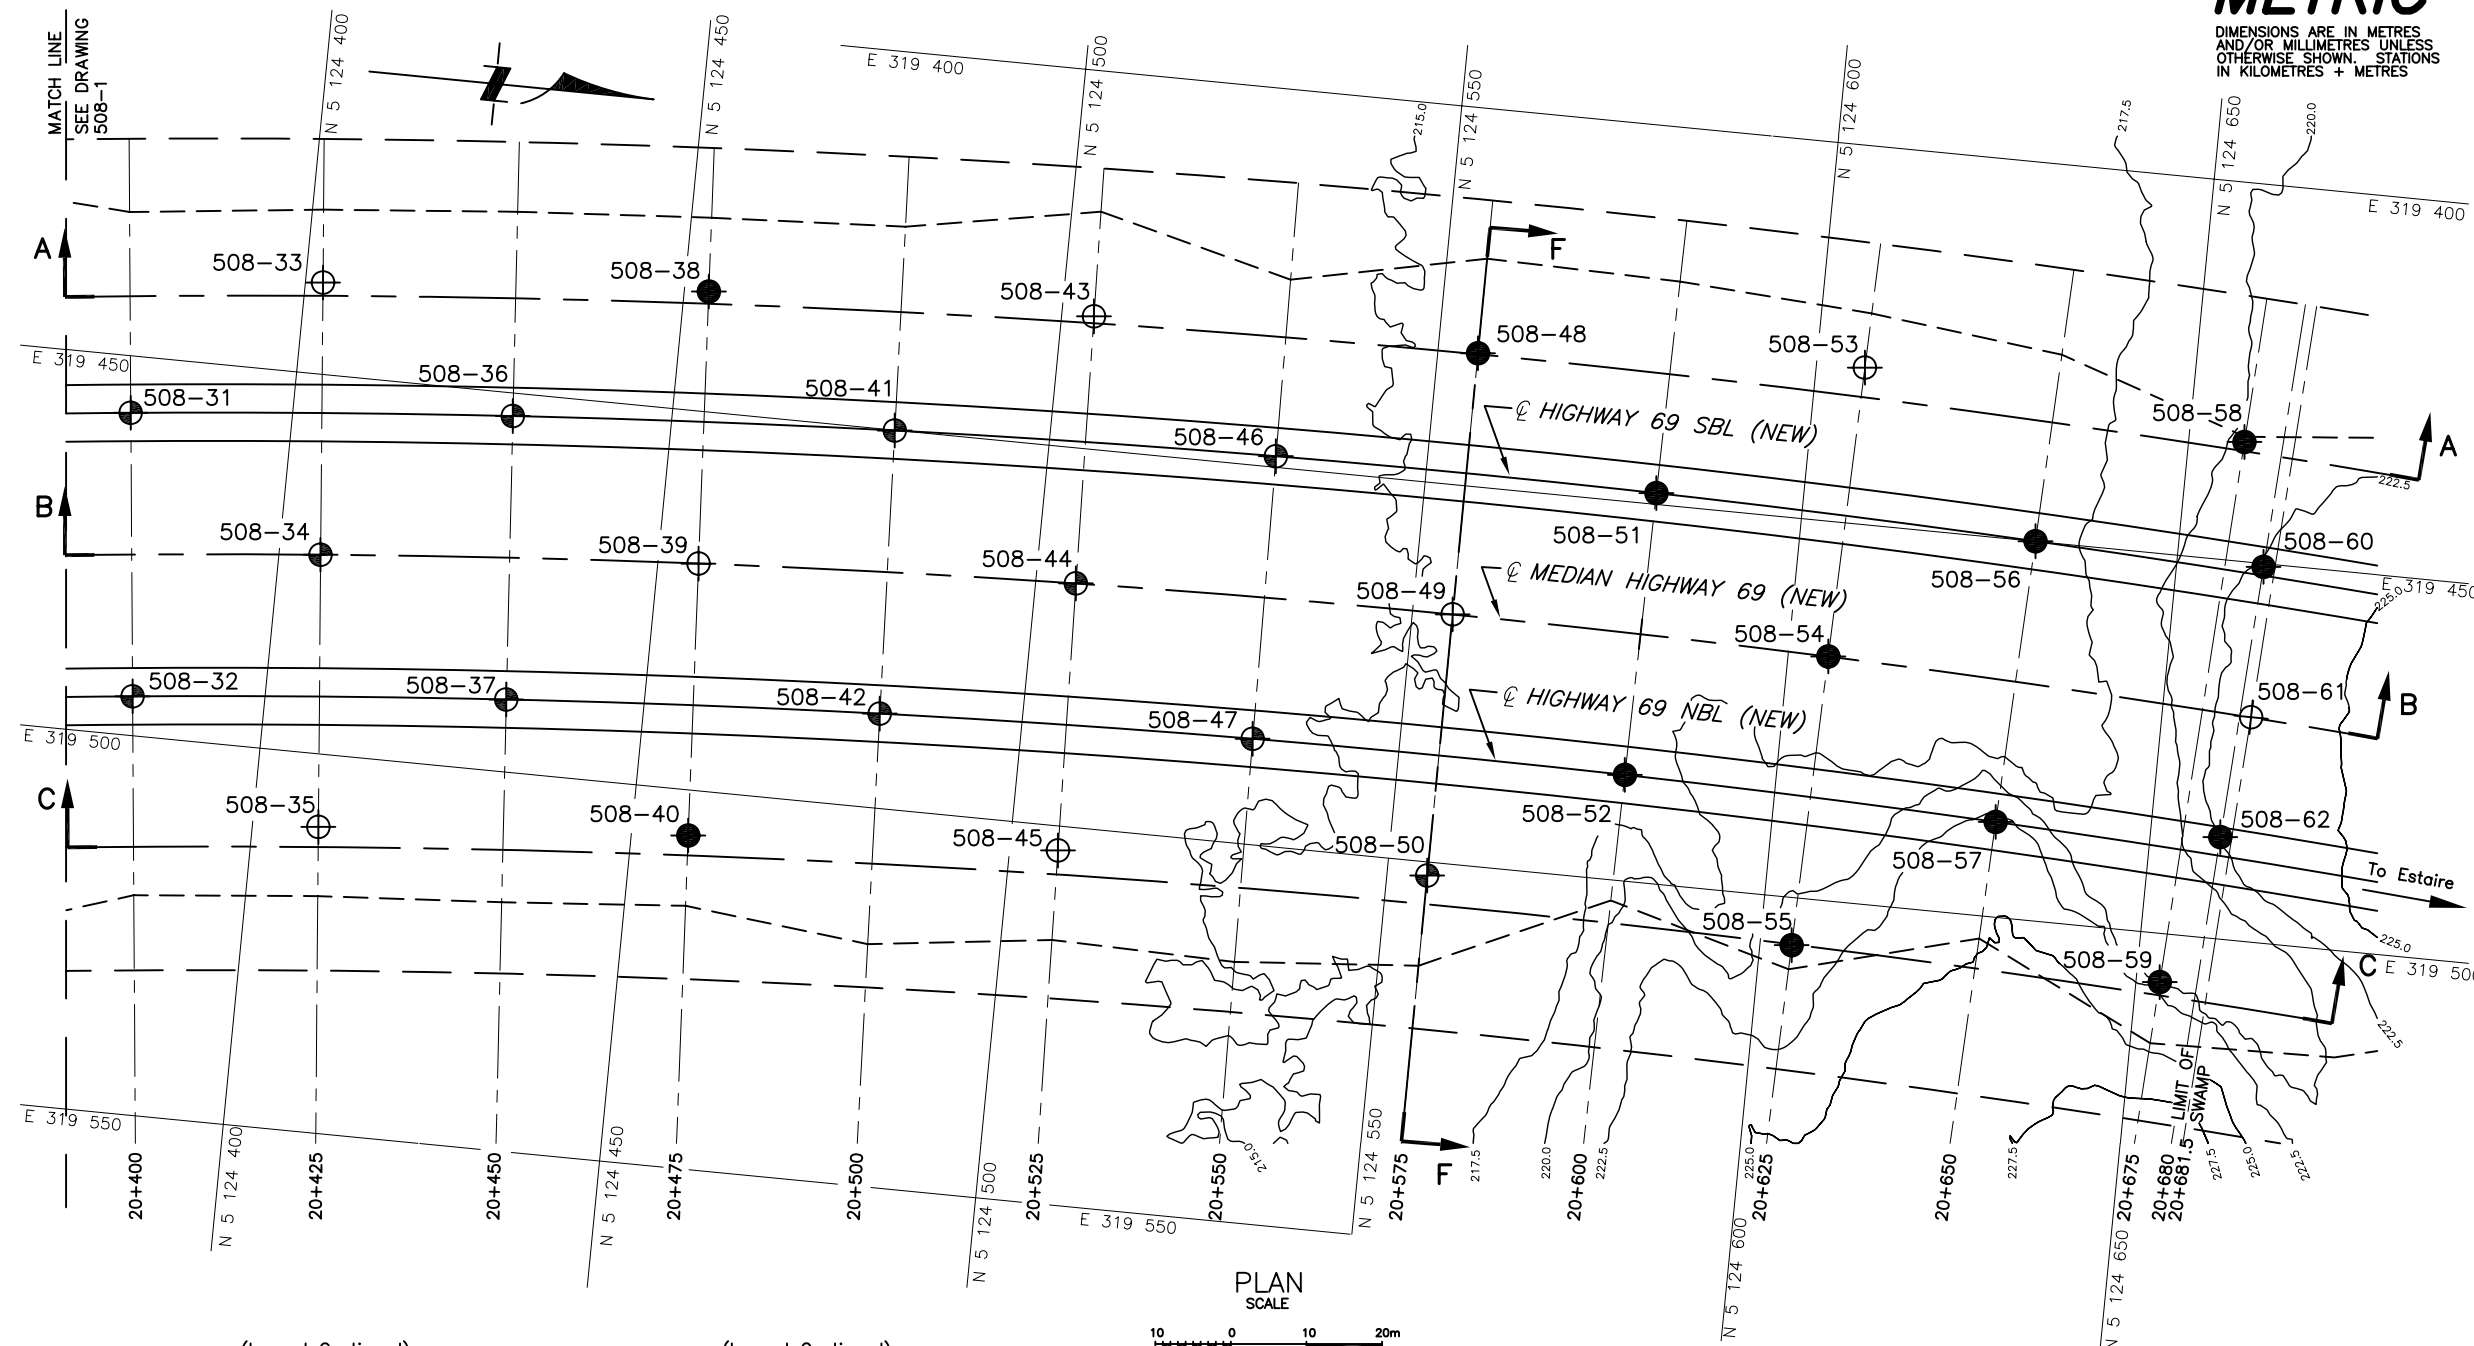 METRIC
DIMENSIONS ARE IN METRES
AND/OR MILLIMETRES UNLESS
OTHERWISE SHOWN. STATIONS
IN KILOMETRES + METRES
MATCH LINE
SEE DRAWING
508-1
N 5 124 400
N 5 124 450
N 5 124 500
N 5 124 550
N 5 124 600
N 5 124 650
E 319 400
E 319 400
215.0
217.5
220.0
A
F
508-33
508-38
508-43
508-48
508-53
508-58
A
E 319 450
508-31
508-36
508-41
508-46
℄ HIGHWAY 69 SBL (NEW)
222.5
B
508-34
508-39
508-44
508-51
508-56
508-60
E 319 450
225.0
508-49
℄ MEDIAN HIGHWAY 69 (NEW)
508-54
508-61
B
508-32
508-37
508-42
508-47
℄ HIGHWAY 69 NBL (NEW)
E 319 500
C
508-35
508-40
508-45
508-50
508-52
508-57
508-62
To Estaire
508-55
508-59
225.0
C
E 319 500
222.5
LIMIT OF
SWAMP
E 319 550
N 5 124 400
N 5 124 450
N 5 124 500
N 5 124 550
N 5 124 600
N 5 124 650
E 319 550
F
215.0
217.5
220.0
222.5
225.0
227.5
227.5
225.0
222.5
20+400
20+425
20+450
20+475
20+500
20+525
20+550
20+575
20+600
20+625
20+650
20+675
20+680
20+681.5
PLAN
SCALE
10 0 10 20m